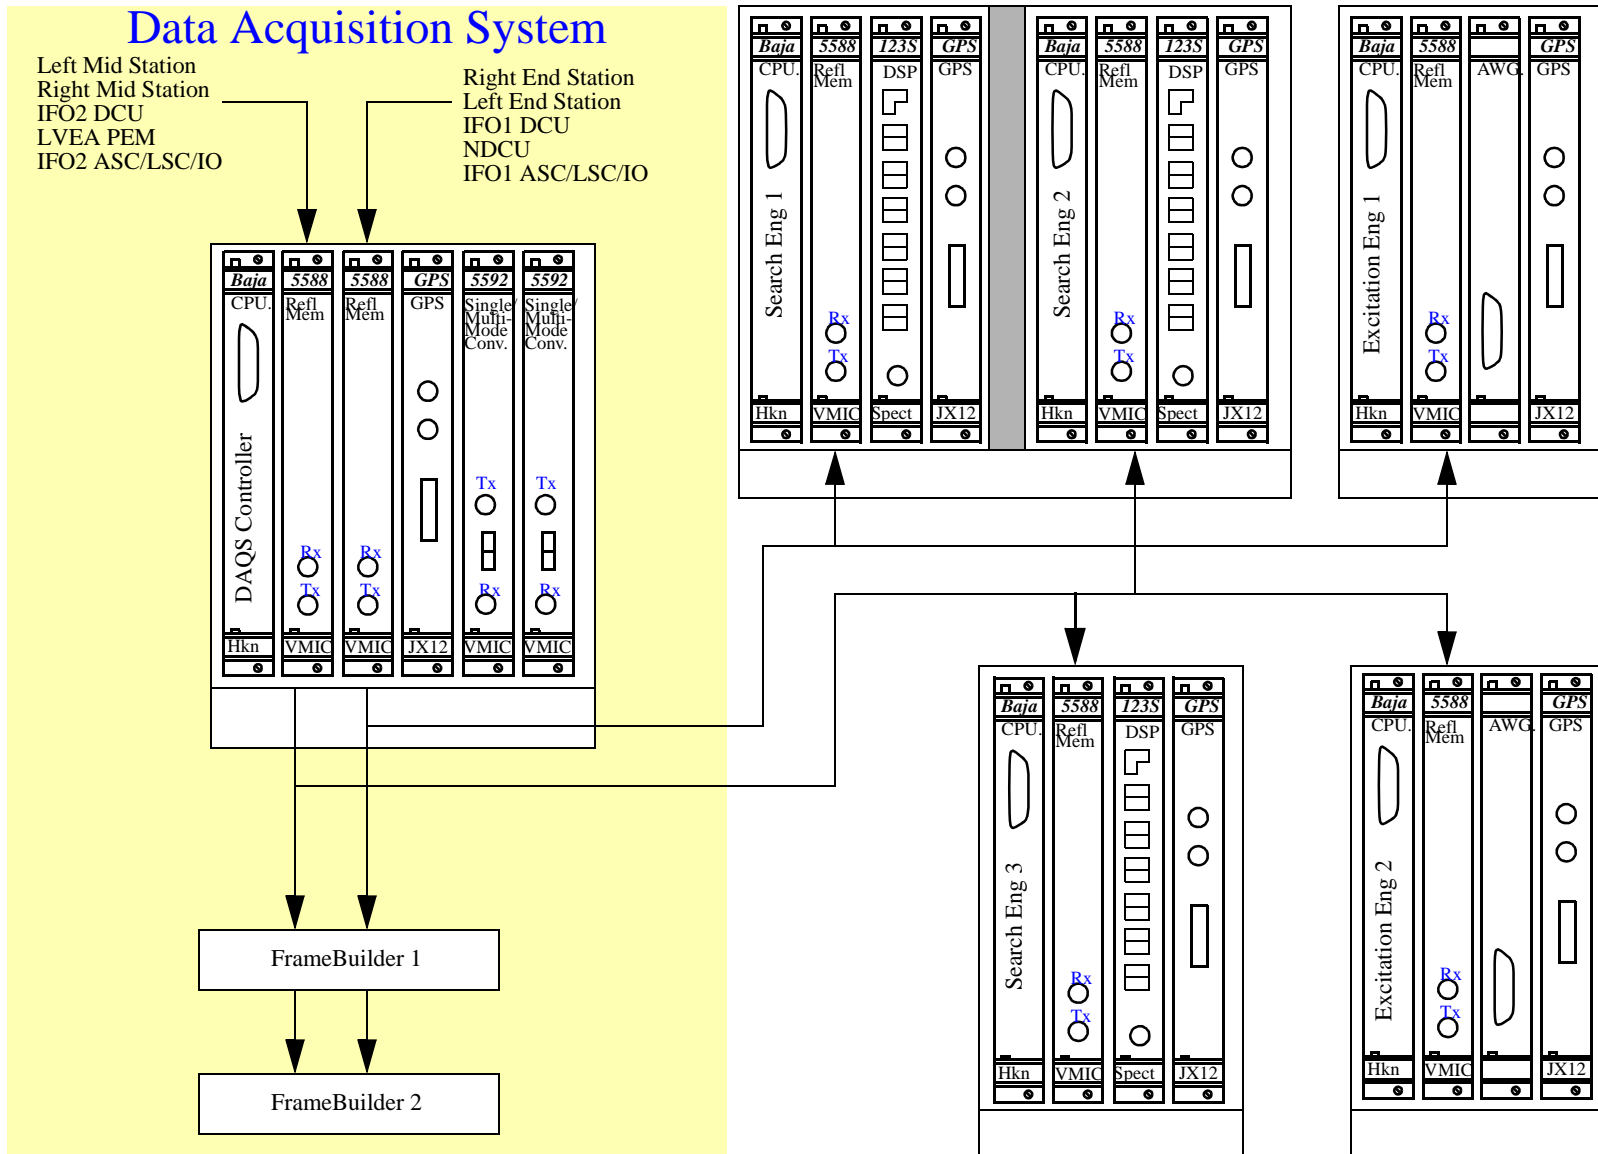 Data Acquisition System
Left Mid Station
Right Mid Station
IFO2 DCU
LVEA PEM
IFO2 ASC/LSC/IO
Right End Station
Left End Station
IFO1 DCU
NDCU
IFO1 ASC/LSC/IO
Baja
CPU.
DAQS Controller
Hkn
5588
Refl
Mem
Rx
Tx
VMIC
5588
Refl
Mem
Rx
Tx
VMIC
GPS
GPS
JX12
5592
Single/
Multi-
Mode
Conv.
Tx
Rx
VMIC
5592
Single/
Multi-
Mode
Conv.
Tx
Rx
VMIC
FrameBuilder 1
FrameBuilder 2
Baja
CPU.
Search Eng 1
Hkn
5588
Refl
Mem
Rx
Tx
VMIC
123S
DSP
Spect
GPS
GPS
JX12
Baja
CPU.
Search Eng 2
Hkn
5588
Refl
Mem
Rx
Tx
VMIC
123S
DSP
Spect
GPS
GPS
JX12
Baja
CPU.
Excitation Eng 1
Hkn
5588
Refl
Mem
Rx
Tx
VMIC
AWG.
GPS
GPS
JX12
Baja
CPU.
Search Eng 3
Hkn
5588
Refl
Mem
Rx
Tx
VMIC
123S
DSP
Spect
GPS
GPS
JX12
Baja
CPU.
Excitation Eng 2
Hkn
5588
Refl
Mem
Rx
Tx
VMIC
AWG.
GPS
GPS
JX12